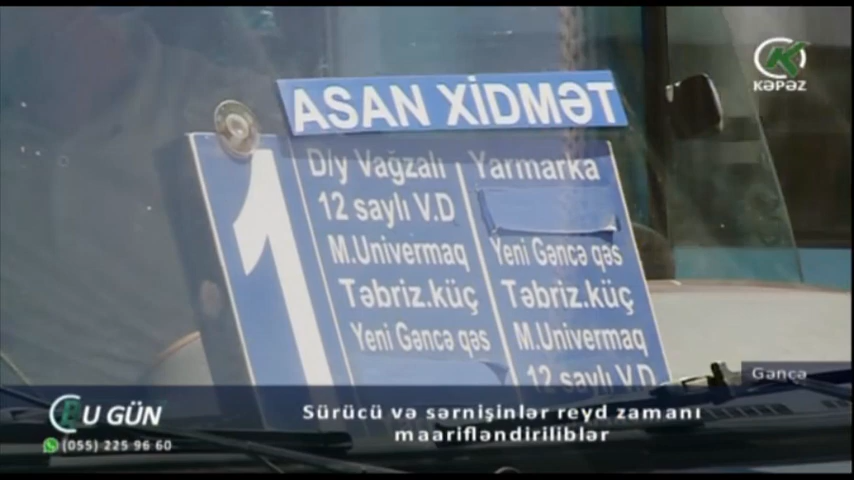 KƏPƏZ
ASAN XİDMƏT
1
D/y Vağzalı
12 saylı V.D
M.Univermaq
Təbriz.küç
Yeni Gəncə qəs
Yarmarka
Yeni Gəncə qəs
Təbriz.küç
M.Univermaq
12 saylı V.D
Gəncə
BU GÜN
(055) 225 96 60
Sürücü və sərnişinlər reyd zamanı
maarifləndiriliblər